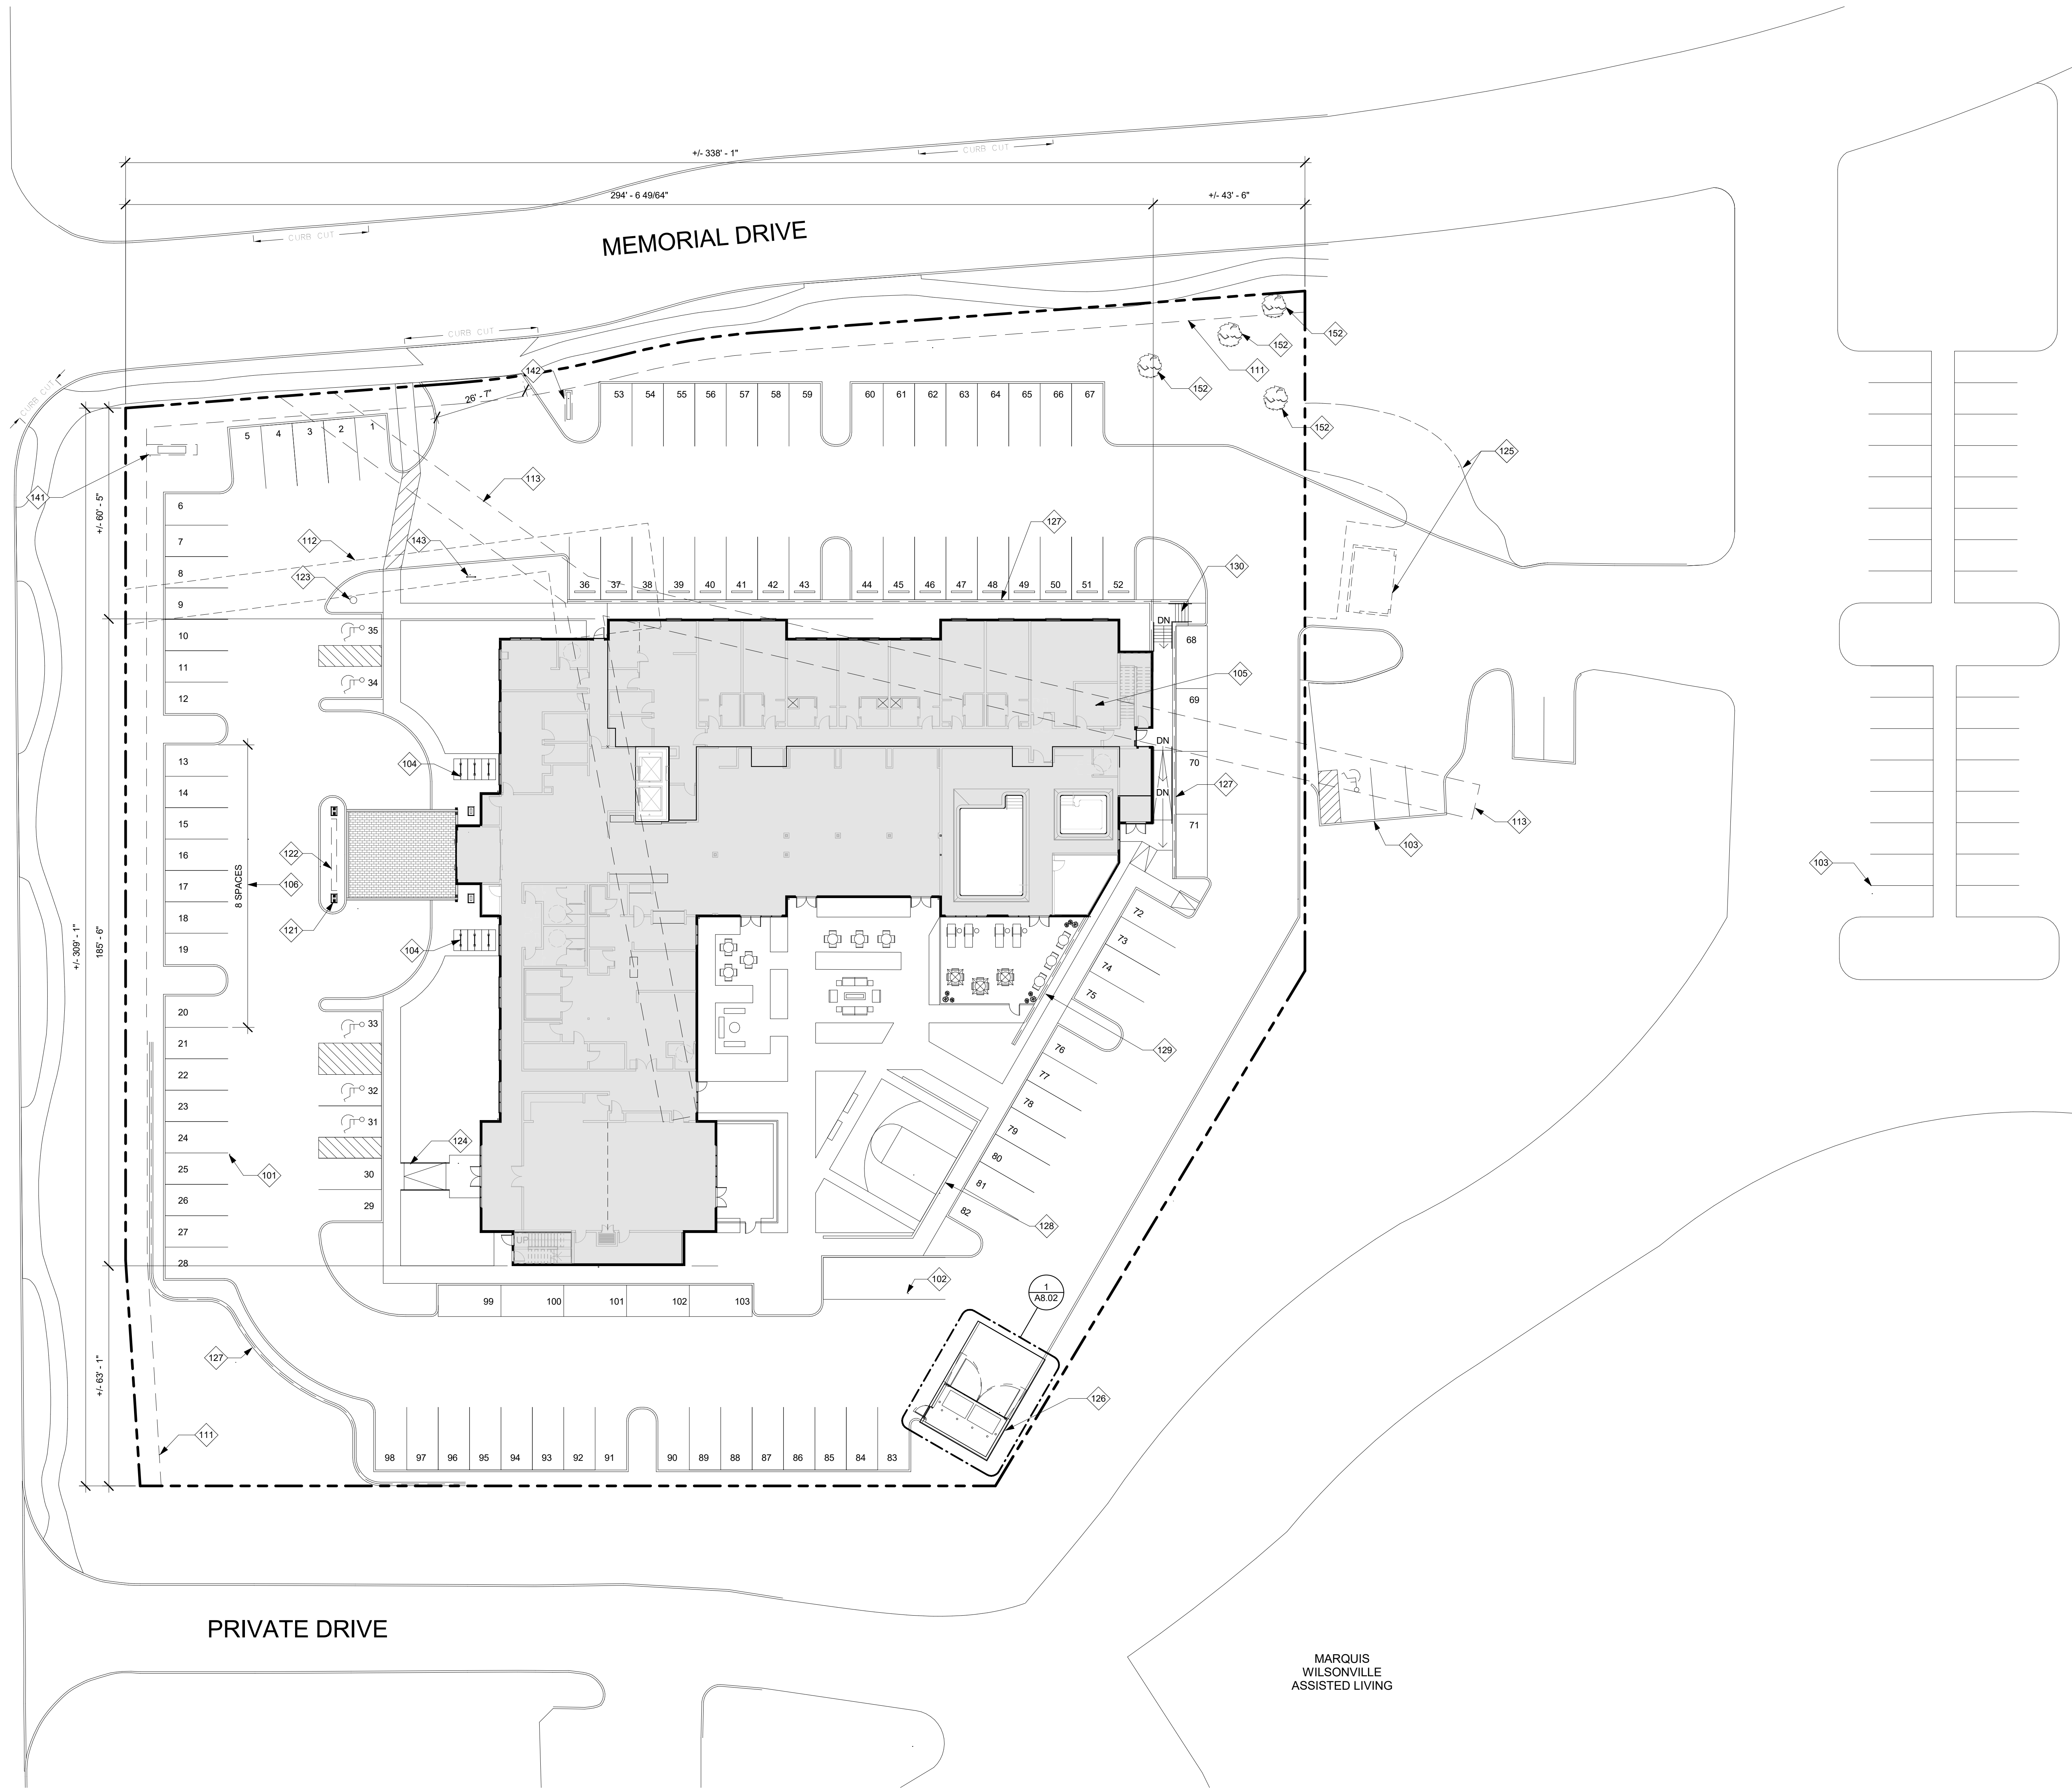 +/- 338' - 1"
CURB CUT
294' - 6 49/64"
+/- 43' - 6"
CURB CUT
MEMORIAL DRIVE
CURB CUT
152
152
111
152
142
CURB CUT
26' - 7"
53 54 55 56 57 58 59
60 61 62 63 64 65 66 67
152
5 4 3 2 1
125
141
113
6
+/- 60' - 5"
7
112
143
127
8
123
130
36 37 38 39 40 41 42 43
44 45 46 47 48 49 50 51 52
9
DN
10
35
68
11
34
105
12
69
DN
13
104
70
127
14
DN
113
15
71
103
16
122
103
17
106
8 SPACES
18
121
72
19
104
73
+/- 309' - 1"
185' - 6"
74
75
20
33
21
129
76
22
32
77
23
31
78
24
124
79
25
101
30
80
26
29
81
27
82
128
28
102
1
A8.02
99 100 101 102 103
127
+/- 63' - 1"
126
111
98 97 96 95 94 93 92 91
90 89 88 87 86 85 84 83
UP
PRIVATE DRIVE
MARQUIS
WILSONVILLE
ASSISTED LIVING